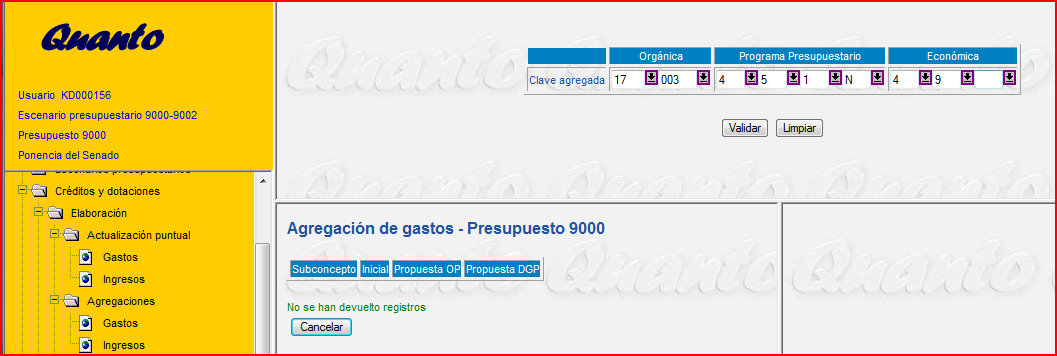 Quanto
Usuario KD000156
Escenario presupuestario 9000-9002
Presupuesto 9000
Ponencia del Senado
Escenarios presupuestarios
Créditos y dotaciones
Elaboración
Actualización puntual
Gastos
Ingresos
Agregaciones
Gastos
Ingresos
Orgánica Programa Presupuestario Económica
Clave agregada 17 003 4 5 1 N 4 9
Validar Limpiar
Agregación de gastos - Presupuesto 9000
Subconcepto Inicial Propuesta OP Propuesta DGP
No se han devuelto registros
Cancelar